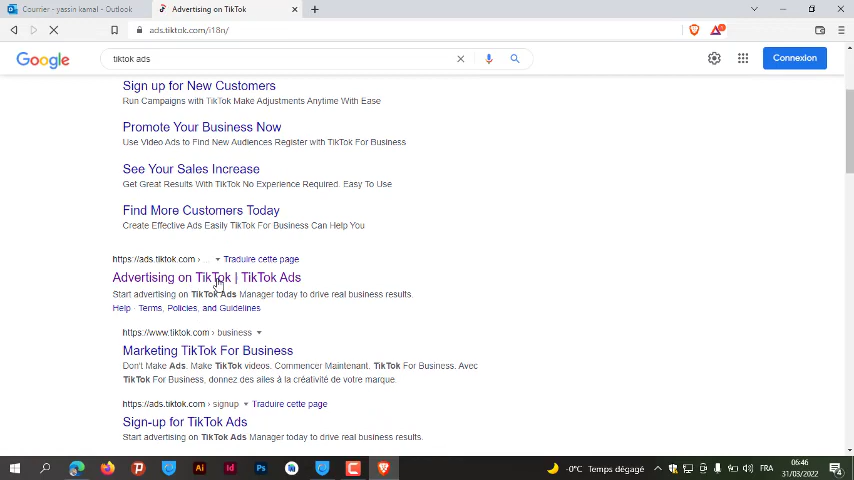 Courrier - yassin kamal - Outlook
Advertising on TikTok
ads.tiktok.com/i18n/
Google
tiktok ads
Connexion
Sign up for New Customers
Run Campaigns with TikTok Make Adjustments Anytime With Ease
Promote Your Business Now
Use Video Ads to Find New Audiences Register with TikTok For Business
See Your Sales Increase
Get Great Results With TikTok No Experience Required. Easy To Use
Find More Customers Today
Create Effective Ads Easily TikTok For Business Can Help You
https://ads.tiktok.com › ... Traduire cette page
Advertising on TikTok | TikTok Ads
Start advertising on TikTok Ads Manager today to drive real business results.
Help · Terms, Policies, and Guidelines
https://www.tiktok.com › business
Marketing TikTok For Business
Don't Make Ads. Make TikTok videos. Commencer Maintenant. TikTok For Business. Avec
TikTok For Business, donnez des ailes à la créativité de votre marque.
https://ads.tiktok.com › signup Traduire cette page
Sign-up for TikTok Ads
Start advertising on TikTok Ads Manager today to drive real business results.
Ai Id Ps
-0°C Temps dégagé FRA
06:46
31/03/2022
4